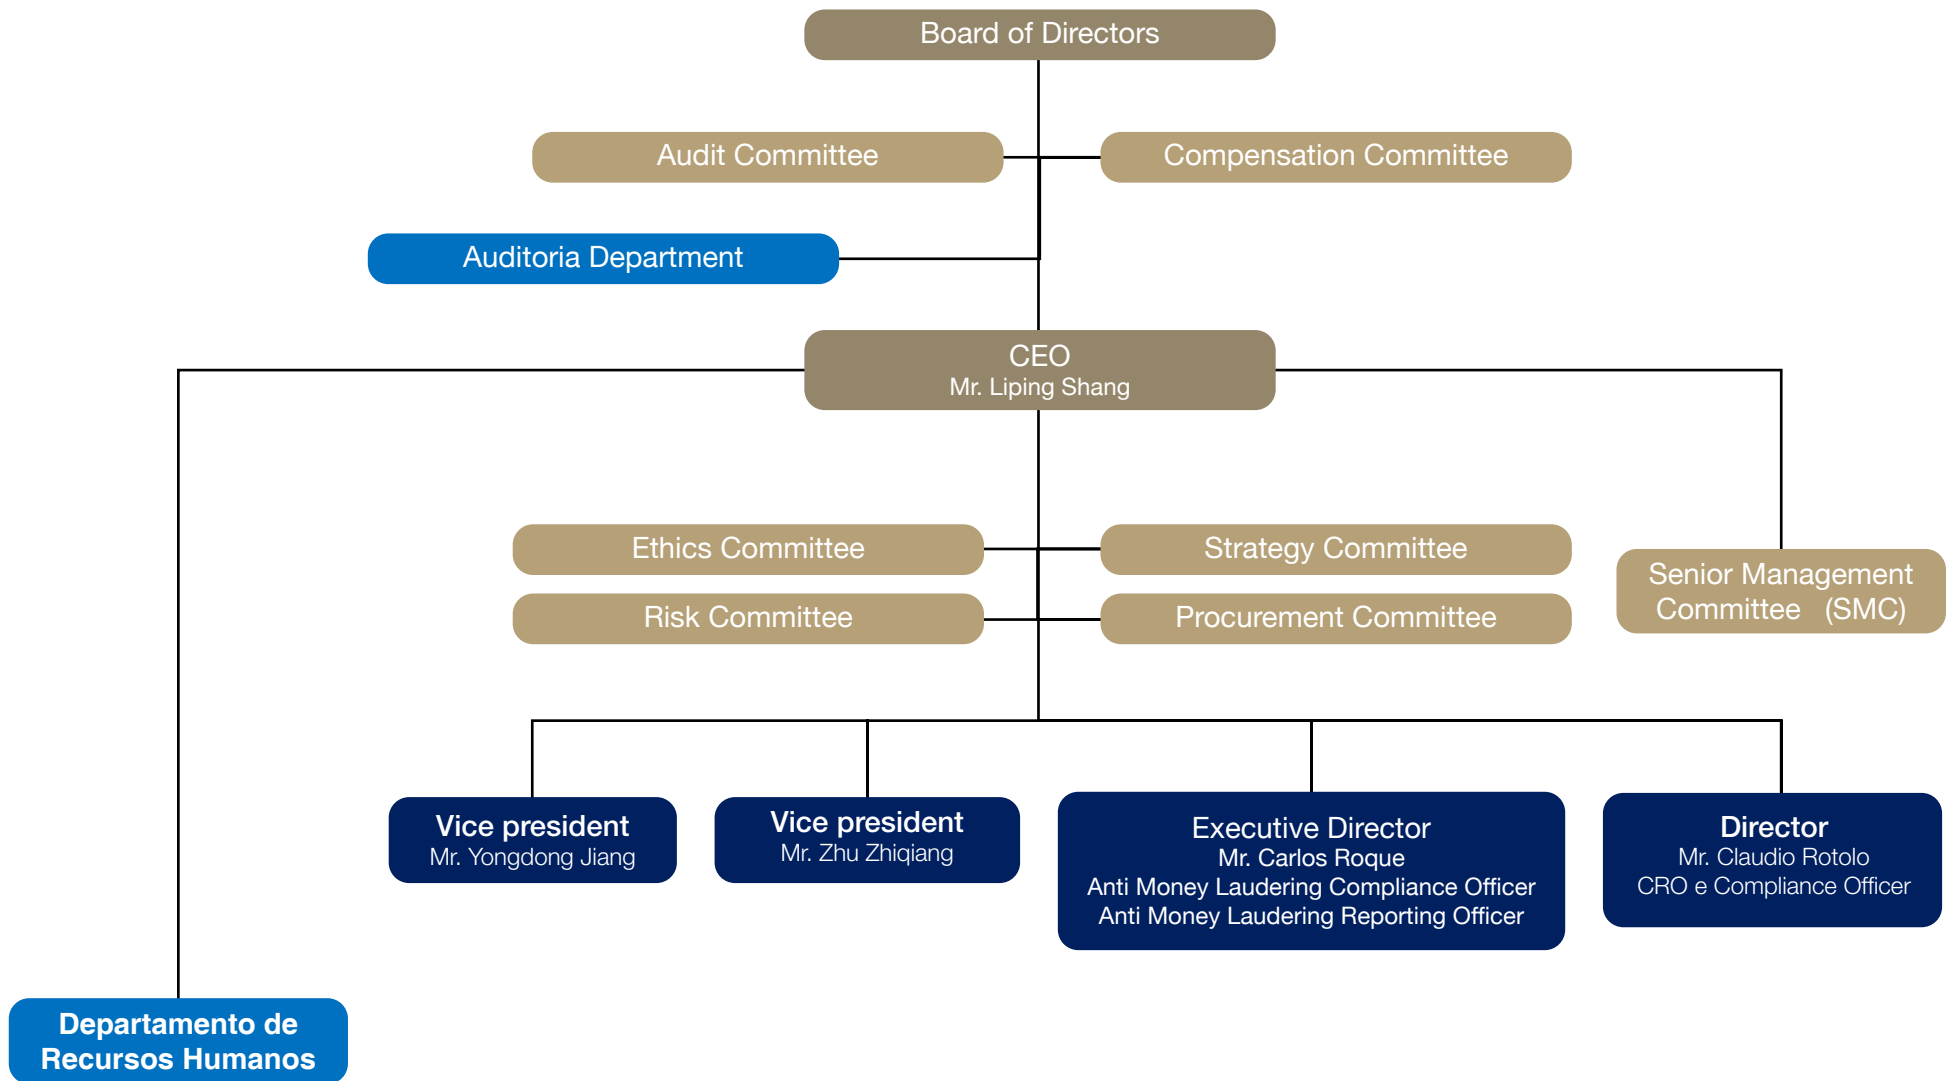 Board of Directors
Audit Committee
Compensation Committee
Auditoria Department
CEO
Mr. Liping Shang
Ethics Committee
Strategy Committee
Senior Management
Committee (SMC)
Risk Committee
Procurement Committee
Vice president
Mr. Yongdong Jiang
Vice president
Mr. Zhu Zhiqiang
Executive Director
Mr. Carlos Roque
Anti Money Laudering Compliance Officer
Anti Money Laudering Reporting Officer
Director
Mr. Claudio Rotolo
CRO e Compliance Officer
Departamento de
Recursos Humanos